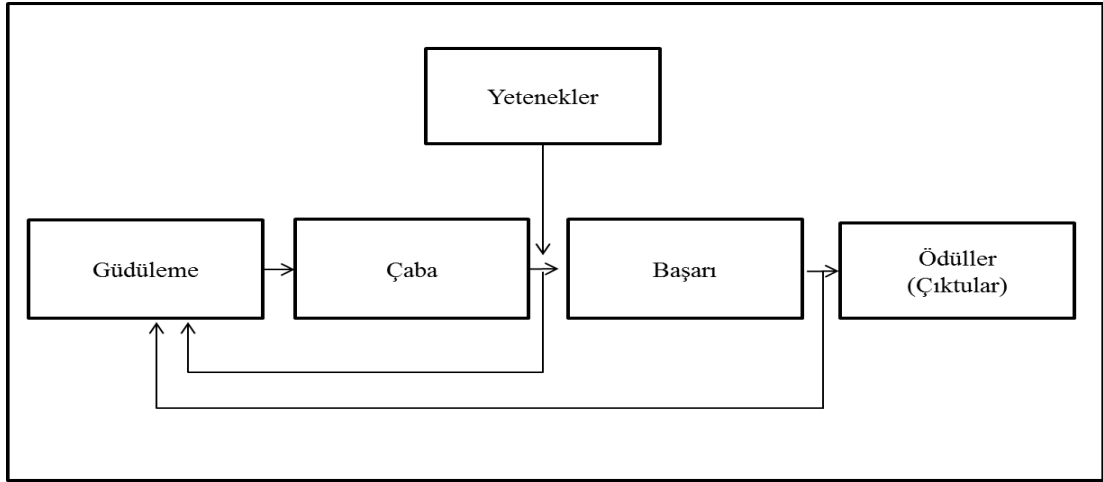 Yetenekler
Güdüleme
Çaba
Başarı
Ödüller
(Çıktular)